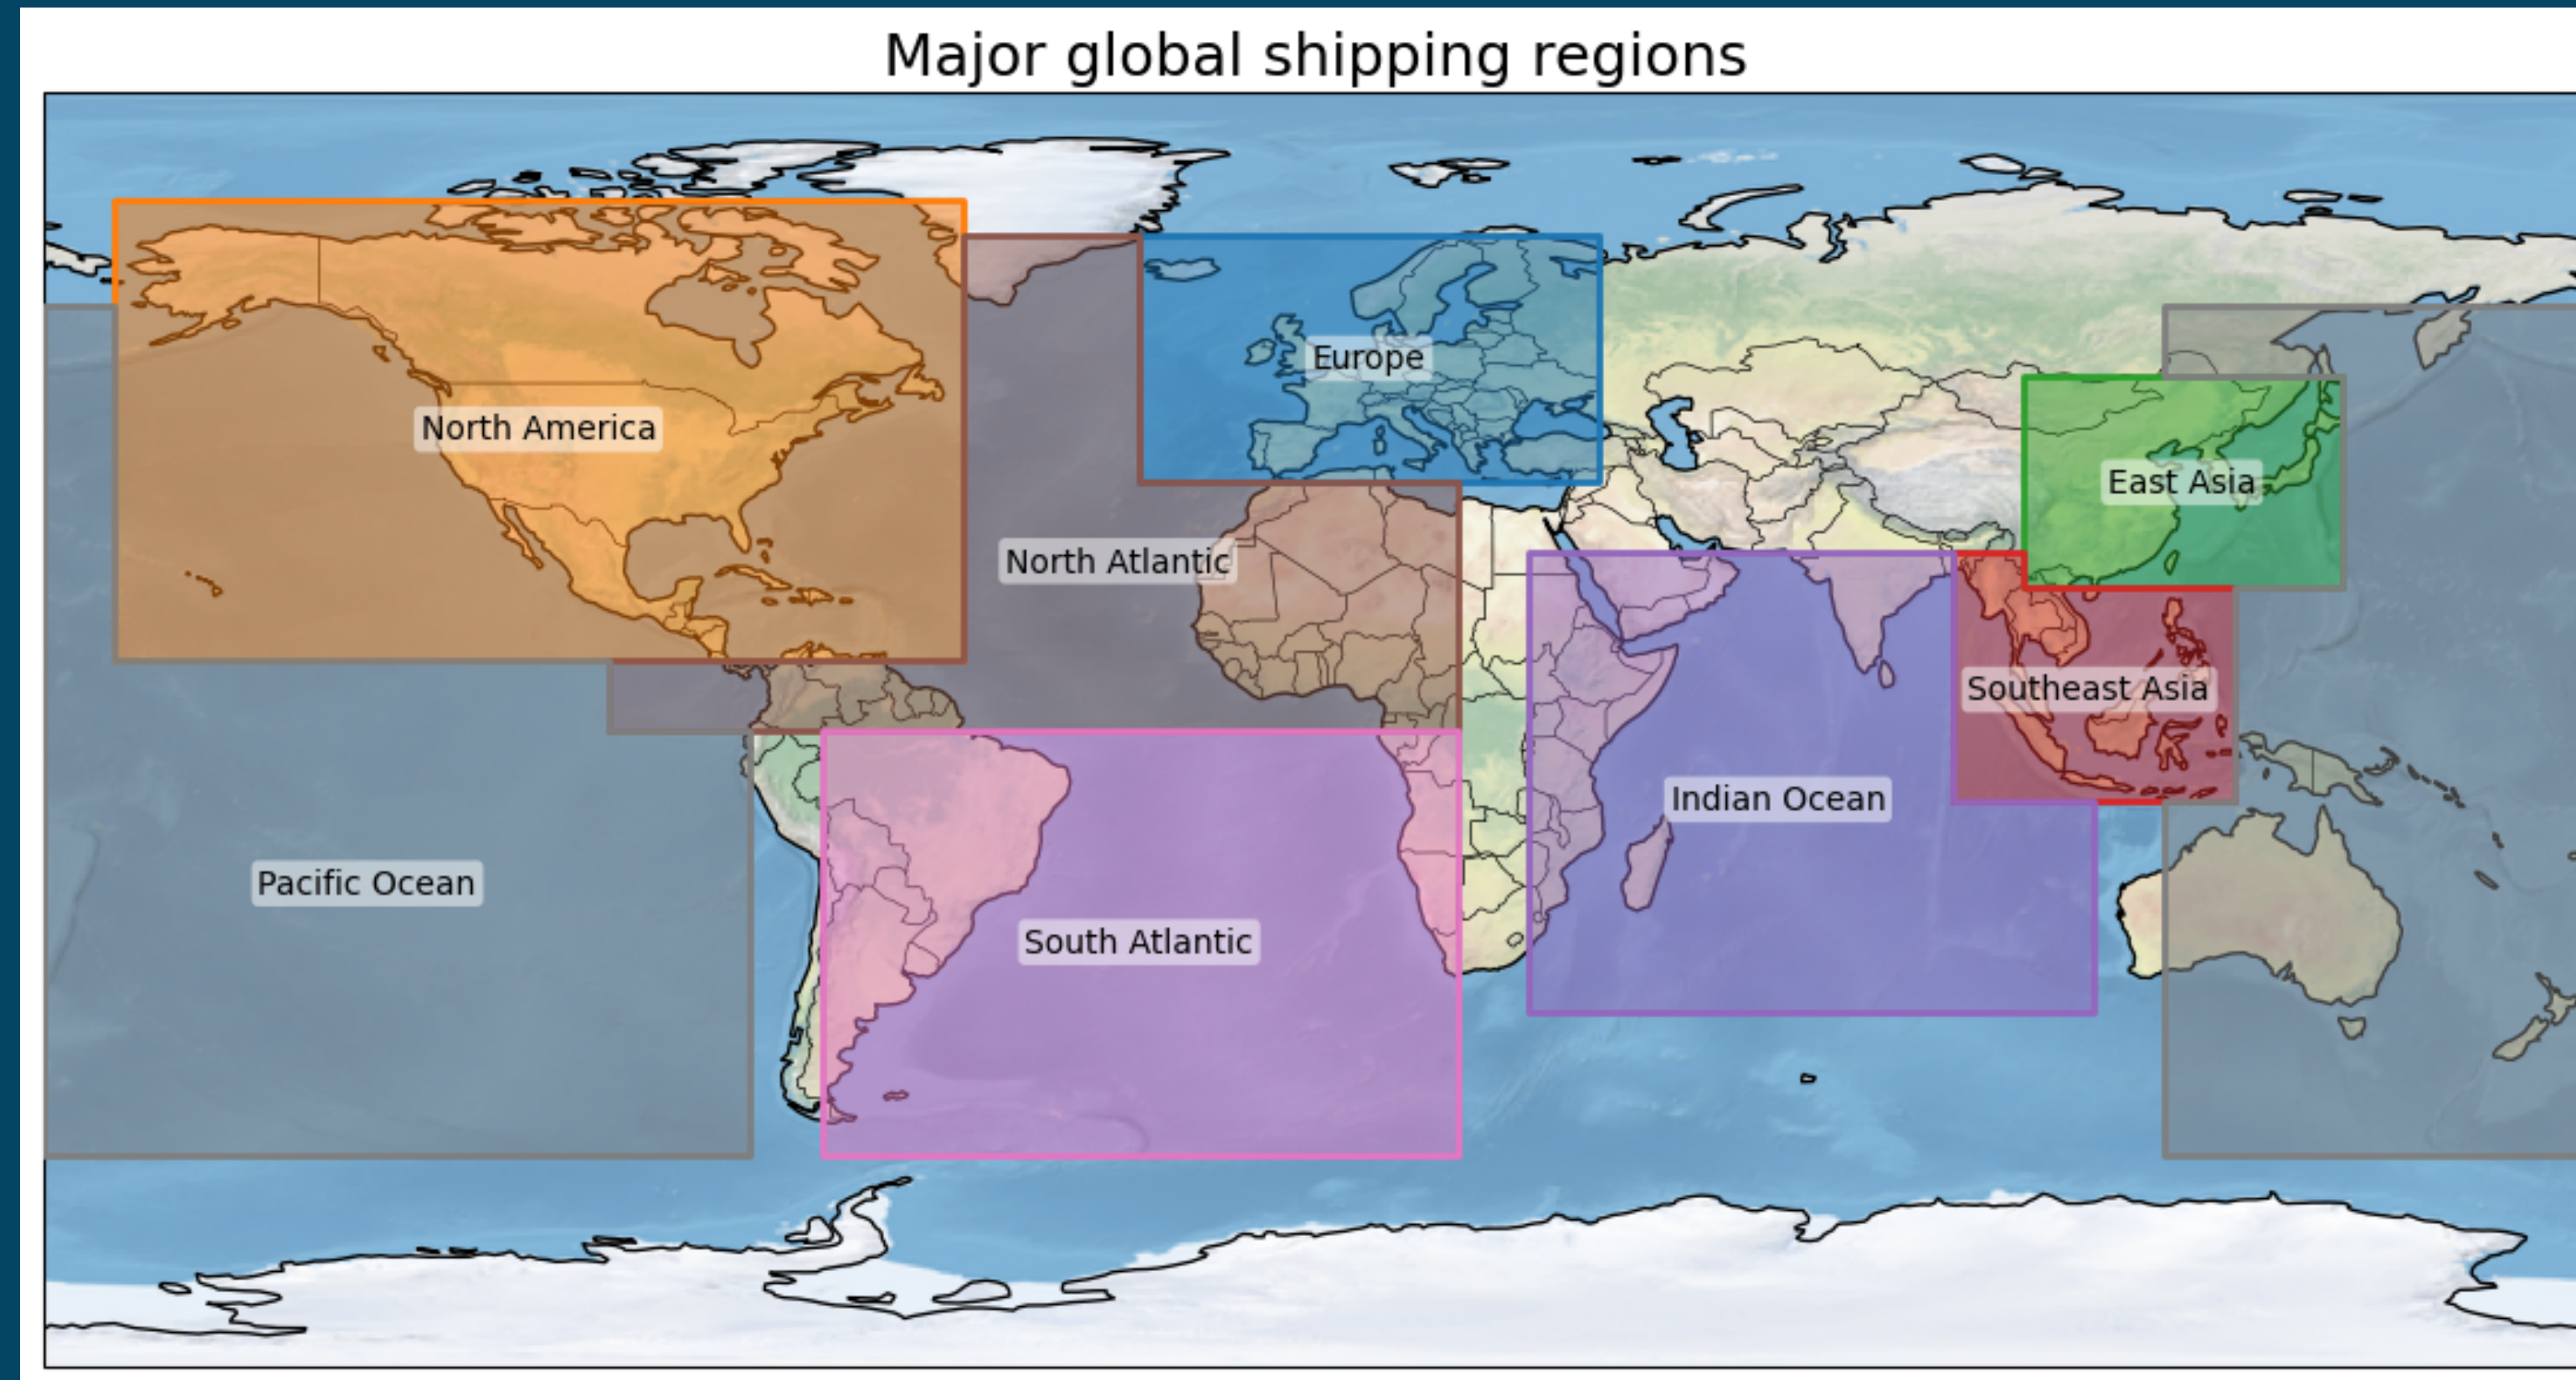 Major global shipping regions
Europe
North America
East Asia
North Atlantic
Southeast Asia
Indian Ocean
Pacific Ocean
South Atlantic